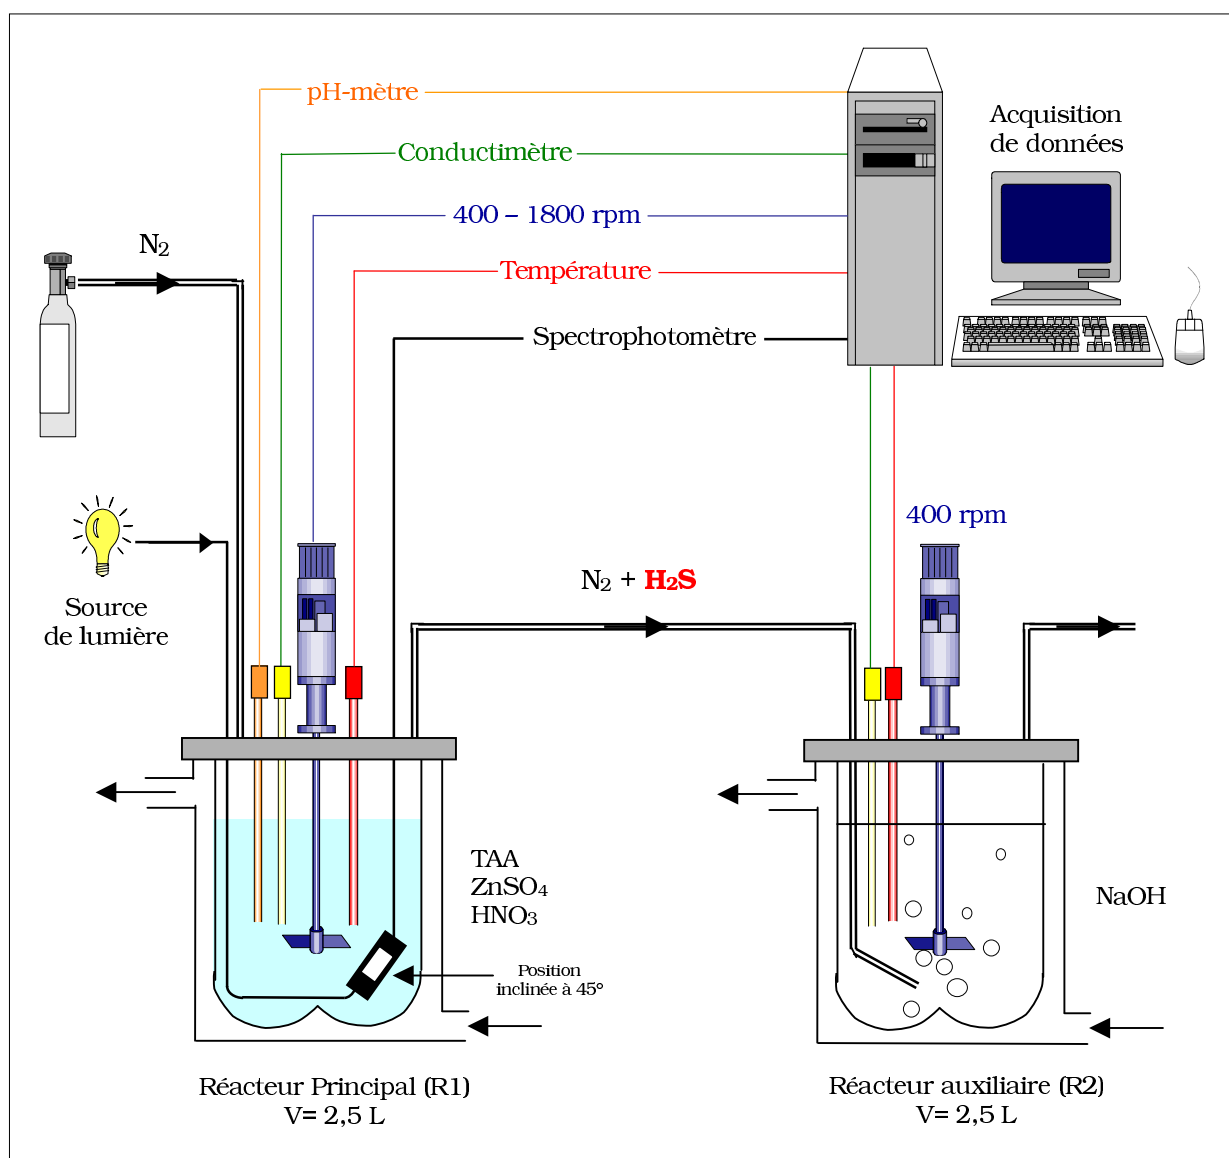 pH-mètre
Acquisition
de données
Conductimètre
400 – 1800 rpm
N₂
Température
Spectrophotomètre
400 rpm
N₂ + H₂S
Source
de lumière
TAA
ZnSO₄
HNO₃
NaOH
Position
inclinée à 45°
Réacteur Principal (R1)
V= 2,5 L
Réacteur auxiliaire (R2)
V= 2,5 L